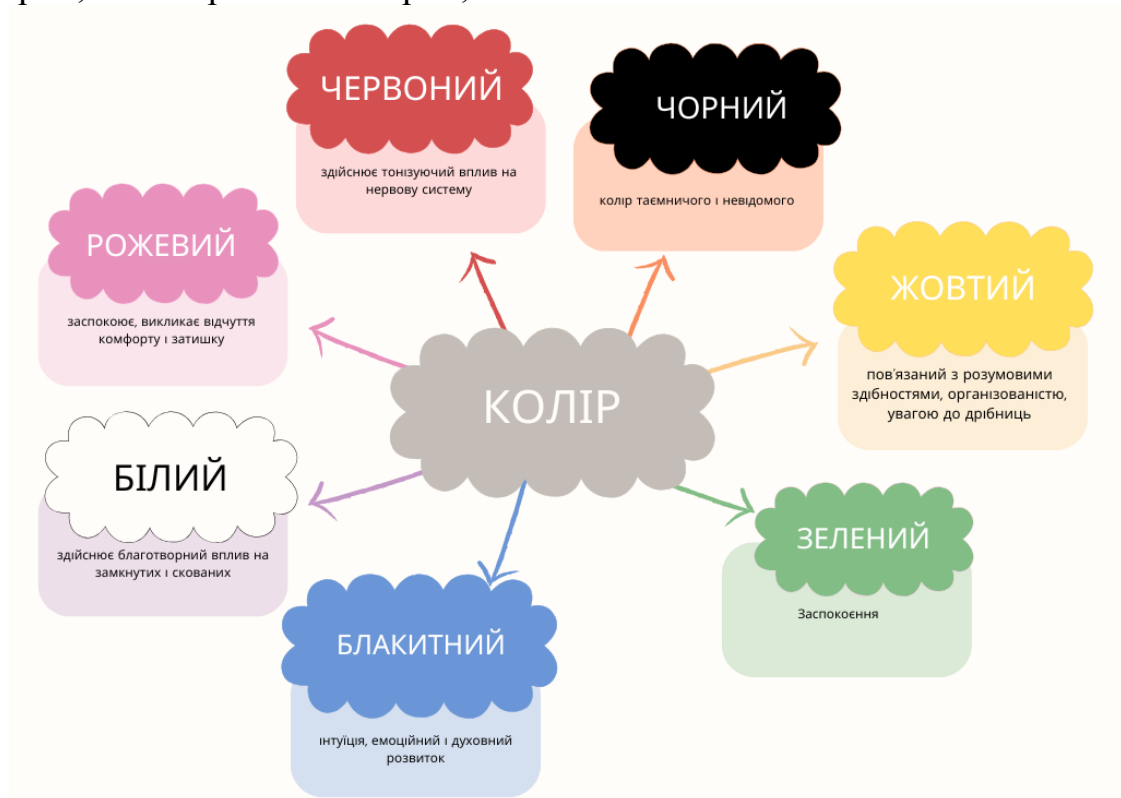 ЧЕРВОНИЙ
здійснює тонізуючий вплив на
нервову систему
ЧОРНИЙ
колір таємничого і невідомого
РОЖЕВИЙ
заспокоює, викликає відчуття
комфорту і затишку
ЖОВТИЙ
пов'язаний з розумовими
здібностями, організованістю,
увагою до дрібниць
КОЛІР
БІЛИЙ
здійснює благотворний вплив на
замкнутих і скованих
ЗЕЛЕНИЙ
Заспокоєння
БЛАКИТНИЙ
інтуїція, емоційний і духовний
розвиток